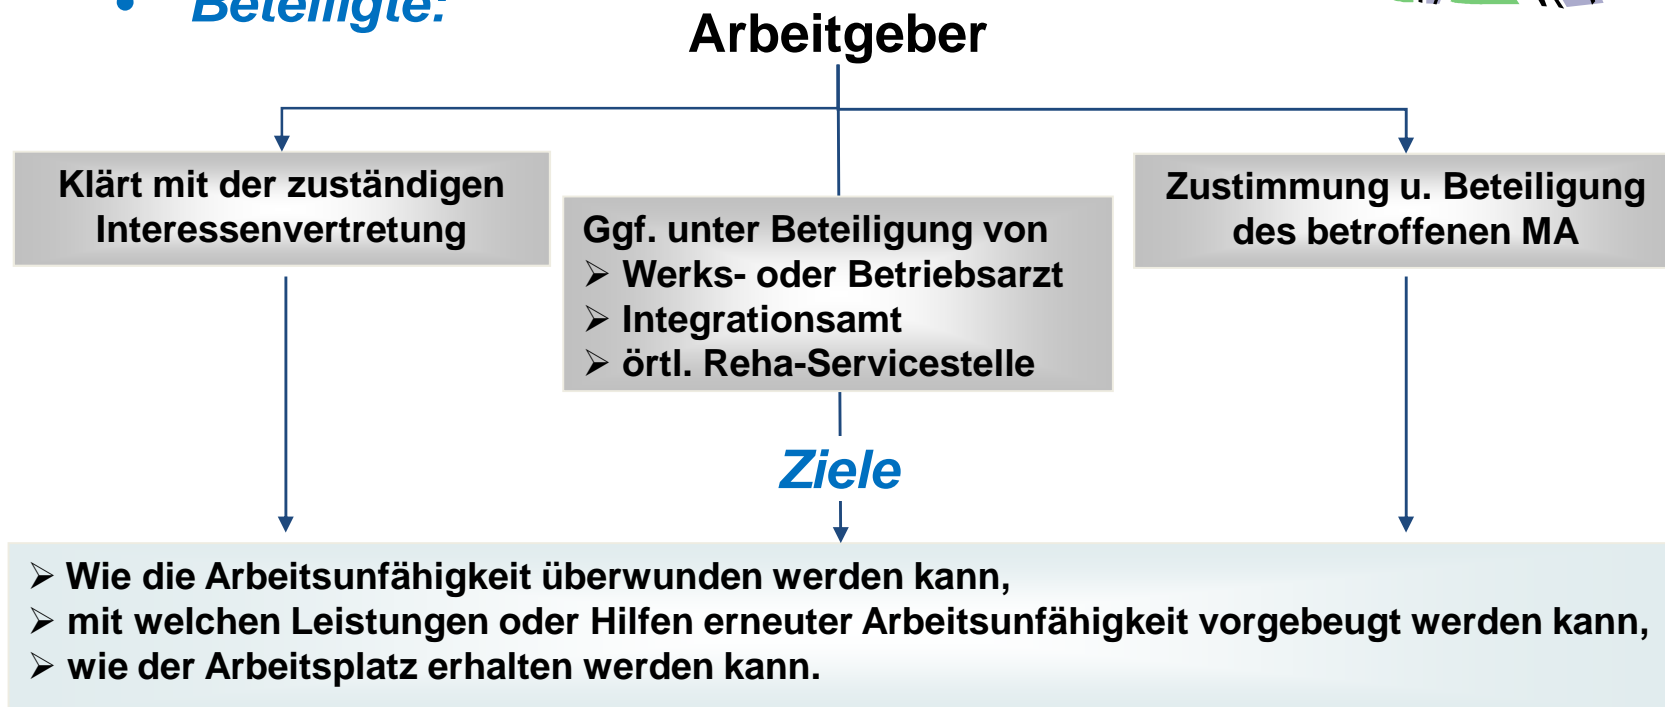 • Beteiligte:
Arbeitgeber
Klärt mit der zuständigen
Interessenvertretung
Ggf. unter Beteiligung von
➢ Werks- oder Betriebsarzt
➢ Integrationsamt
➢ örtl. Reha-Servicestelle
Zustimmung u. Beteiligung
des betroffenen MA
Ziele
➢ Wie die Arbeitsunfähigkeit überwunden werden kann,
➢ mit welchen Leistungen oder Hilfen erneuter Arbeitsunfähigkeit vorgebeugt werden kann,
➢ wie der Arbeitsplatz erhalten werden kann.